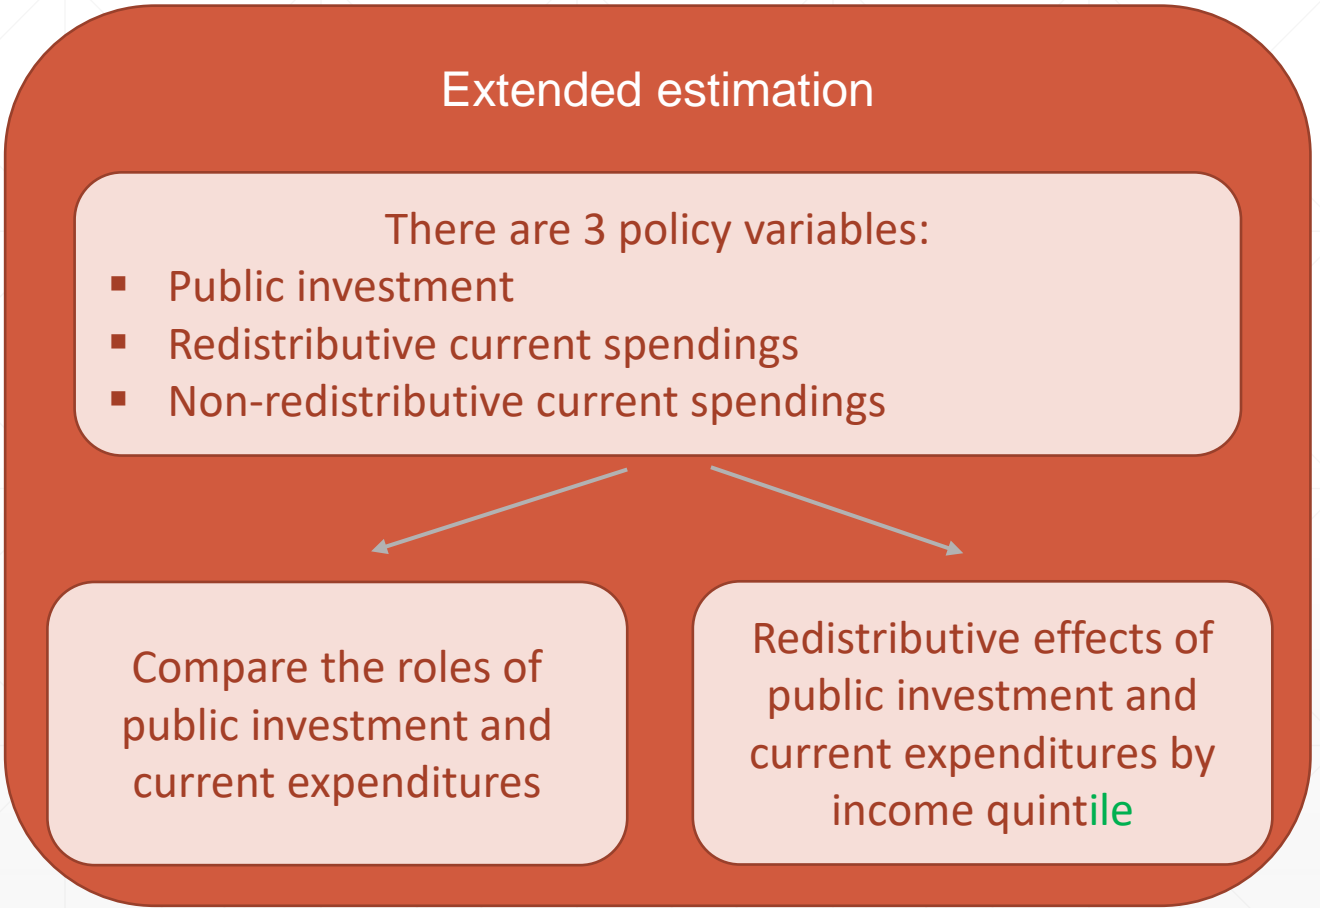 Extended estimation
There are 3 policy variables:
▪ Public investment
▪ Redistributive current spendings
▪ Non-redistributive current spendings
Compare the roles of
public investment and
current expenditures
Redistributive effects of
public investment and
current expenditures by
income quintile